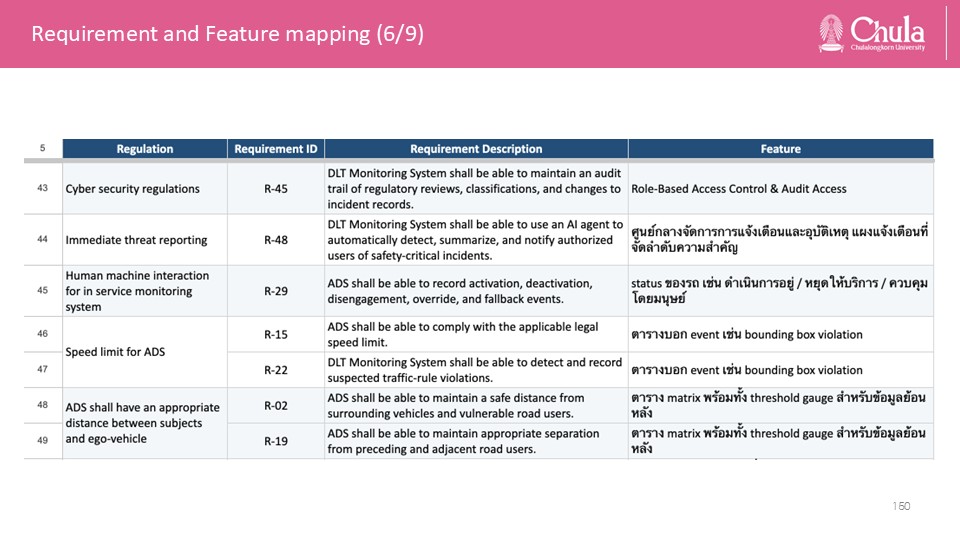 Requirement and Feature mapping (6/9)
Chula
Chulalongkorn University
5 Regulation Requirement ID Requirement Description Feature
43 Cyber security regulations R-45 DLT Monitoring System shall be able to maintain an audit
trail of regulatory reviews, classifications, and changes to
incident records.
Role-Based Access Control & Audit Access
44 Immediate threat reporting R-48 DLT Monitoring System shall be able to use an AI agent to
automatically detect, summarize, and notify authorized
users of safety-critical incidents.
ศูนย์กลางจัดการการแจ้งเตือนและอุบัติเหตุ แผงแจ้งเตือนที่
จัดลำดับความสำคัญ
45 Human machine interaction
for in service monitoring
system
R-29 ADS shall be able to record activation, deactivation,
disengagement, override, and fallback events.
status ของรถ เช่น ดำเนินการอยู่ / หยุดให้บริการ / ควบคุม
โดยมนุษย์
Speed limit for ADS
46 R-15 ADS shall be able to comply with the applicable legal
speed limit.
ตารางบอก event เช่น bounding box violation
47 R-22 DLT Monitoring System shall be able to detect and record
suspected traffic-rule violations.
ตารางบอก event เช่น bounding box violation
ADS shall have an appropriate
distance between subjects
and ego-vehicle
48 R-02 ADS shall be able to maintain a safe distance from
surrounding vehicles and vulnerable road users.
ตาราง matrix พร้อมทั้ง threshold gauge สำหรับข้อมูลย้อน
หลัง
49 R-19 ADS shall be able to maintain appropriate separation
from preceding and adjacent road users.
ตาราง matrix พร้อมทั้ง threshold gauge สำหรับข้อมูลย้อน
หลัง
150